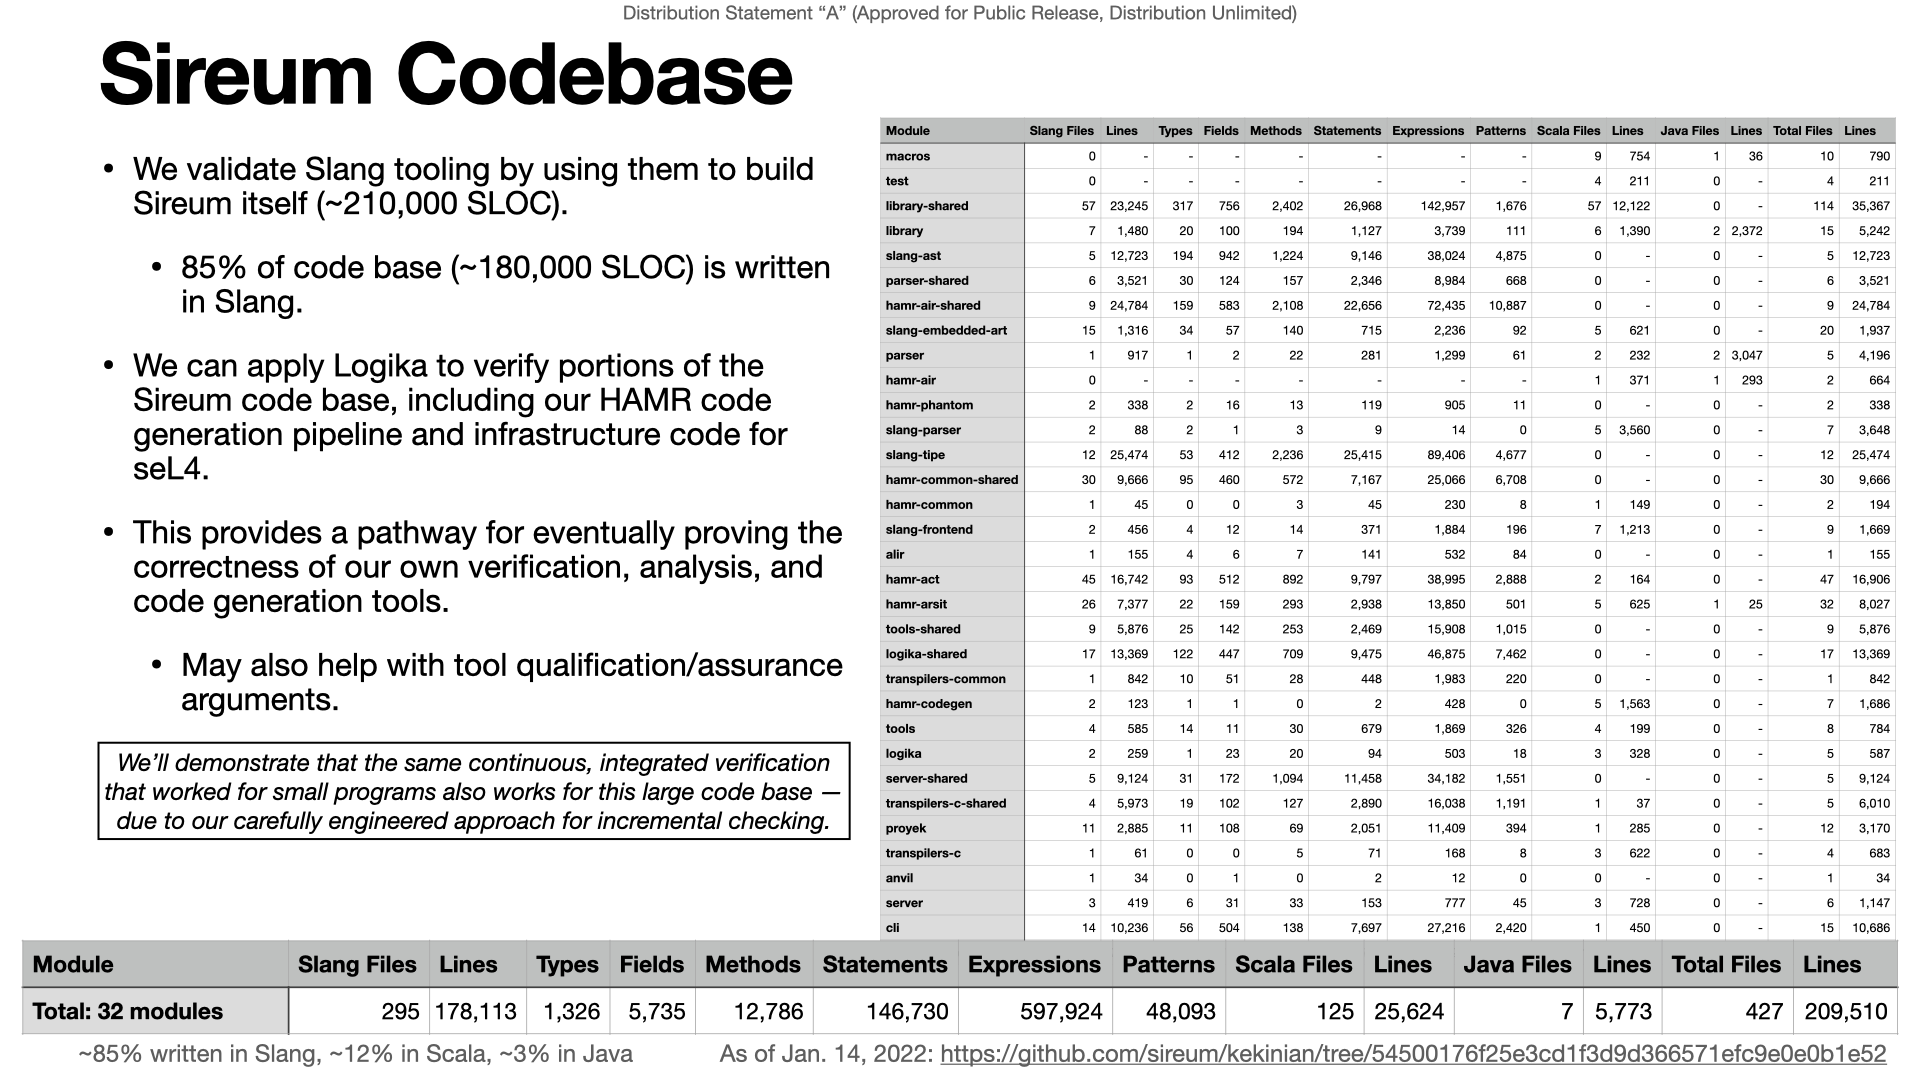 Distribution Statement “A” (Approved for Public Release, Distribution Unlimited)
Sireum Codebase
• We validate Slang tooling by using them to build
Sireum itself (~210,000 SLOC).
• 85% of code base (~180,000 SLOC) is written
in Slang.
• We can apply Logika to verify portions of the
Sireum code base, including our HAMR code
generation pipeline and infrastructure code for
seL4.
• This provides a pathway for eventually proving the
correctness of our own verification, analysis, and
code generation tools.
• May also help with tool qualification/assurance
arguments.
We’ll demonstrate that the same continuous, integrated verification
that worked for small programs also works for this large code base —
due to our carefully engineered approach for incremental checking.
Module Slang Files Lines Types Fields Methods Statements Expressions Patterns Scala Files Lines Java Files Lines Total Files Lines
macros 0 - - - - - - - 9 754 1 36 10 790
test 0 - - - - - - - 4 211 0 - 4 211
library-shared 57 23,245 317 756 2,402 26,968 142,957 1,676 57 12,122 0 - 114 35,367
library 7 1,480 20 100 194 1,127 3,739 111 6 1,390 2 2,372 15 5,242
slang-ast 5 12,723 194 942 1,224 9,146 38,024 4,875 0 - 0 - 5 12,723
parser-shared 6 3,521 30 124 157 2,346 8,984 668 0 - 0 - 6 3,521
hamr-air-shared 9 24,784 159 583 2,108 22,656 72,435 10,887 0 - 0 - 9 24,784
slang-embedded-art 15 1,316 34 57 140 715 2,236 92 5 621 0 - 20 1,937
parser 1 917 1 2 22 281 1,299 61 2 232 2 3,047 5 4,196
hamr-air 0 - - - - - - - 1 371 1 293 2 664
hamr-phantom 2 338 2 16 13 119 905 11 0 - 0 - 2 338
slang-parser 2 88 2 1 3 9 14 0 5 3,560 0 - 7 3,648
slang-tipe 12 25,474 53 412 2,236 25,415 89,406 4,677 0 - 0 - 12 25,474
hamr-common-shared 30 9,666 95 460 572 7,167 25,066 6,708 0 - 0 - 30 9,666
hamr-common 1 45 0 0 3 45 230 8 1 149 0 - 2 194
slang-frontend 2 456 4 12 14 371 1,884 196 7 1,213 0 - 9 1,669
alir 1 155 4 6 7 141 532 84 0 - 0 - 1 155
hamr-act 45 16,742 93 512 892 9,797 38,995 2,888 2 164 0 - 47 16,906
hamr-arsit 26 7,377 22 159 293 2,938 13,850 501 5 625 1 25 32 8,027
tools-shared 9 5,876 25 142 253 2,469 15,908 1,015 0 - 0 - 9 5,876
logika-shared 17 13,369 122 447 709 9,475 46,875 7,462 0 - 0 - 17 13,369
transpilers-common 1 842 10 51 28 448 1,983 220 0 - 0 - 1 842
hamr-codegen 2 123 1 1 0 2 428 0 5 1,563 0 - 7 1,686
tools 4 585 14 11 30 679 1,869 326 4 199 0 - 8 784
logika 2 259 1 23 20 94 503 18 3 328 0 - 5 587
server-shared 5 9,124 31 172 1,094 11,458 34,182 1,551 0 - 0 - 5 9,124
transpilers-c-shared 4 5,973 19 102 127 2,890 16,038 1,191 1 37 0 - 5 6,010
proyek 11 2,885 11 108 69 2,051 11,409 394 1 285 0 - 12 3,170
transpilers-c 1 61 0 0 5 71 168 8 3 622 0 - 4 683
anvil 1 34 0 1 0 2 12 0 0 - 0 - 1 34
server 3 419 6 31 33 153 777 45 3 728 0 - 6 1,147
cli 14 10,236 56 504 138 7,697 27,216 2,420 1 450 0 - 15 10,686
Module Slang Files Lines Types Fields Methods Statements Expressions Patterns Scala Files Lines Java Files Lines Total Files Lines
Total: 32 modules 295 178,113 1,326 5,735 12,786 146,730 597,924 48,093 125 25,624 7 5,773 427 209,510
~85% written in Slang, ~12% in Scala, ~3% in Java
As of Jan. 14, 2022: https://github.com/sireum/kekinian/tree/54500176f25e3cd1f3d9d366571efc9e0e0b1e52